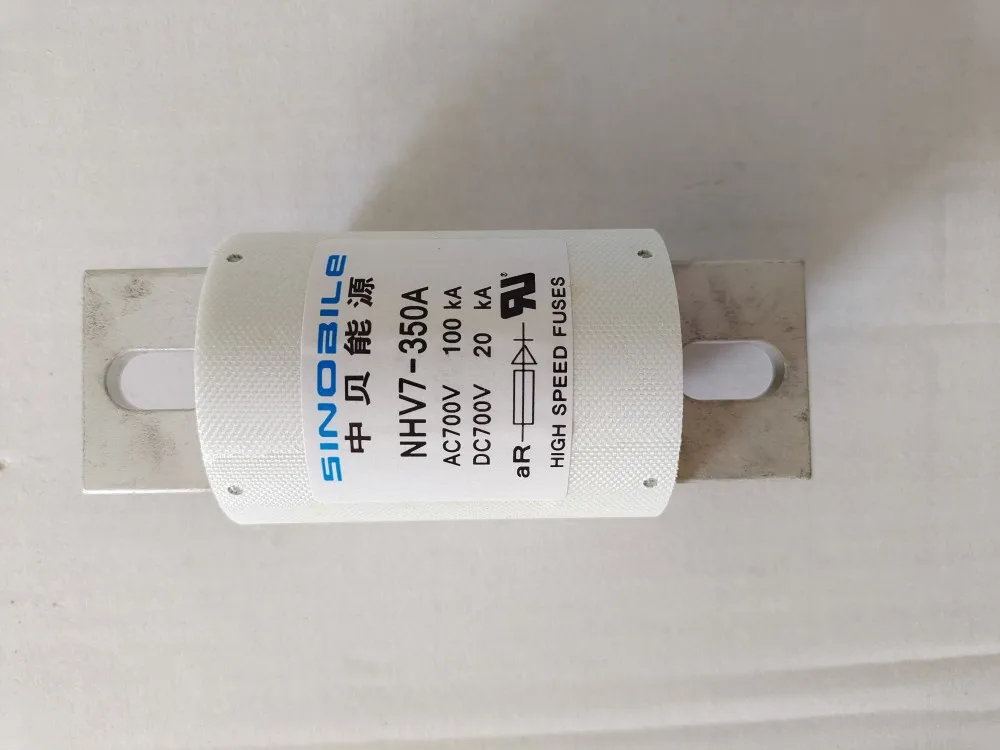 SINOBILE
中贝能源
NHV7-350A
AC700V 100 kA
DC700V 20 kA
aR
HIGH SPEED FUSES